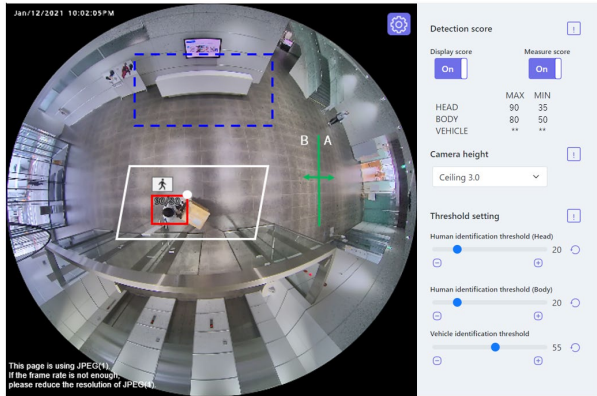 Jan/12/2021 10:02:05PM
B A
This page is using JPEG(1)
If the frame rate is not enough,
please reduce the resolution of JPEG(1).
Detection score
!
Display score Measure score
On On
MAX MIN
HEAD 90 35
BODY 80 50
VEHICLE ** **
Camera height
!
Ceiling 3.0
Threshold setting
!
Human identification threshold (Head)
20
Human identification threshold (Body)
20
Vehicle identification threshold
55